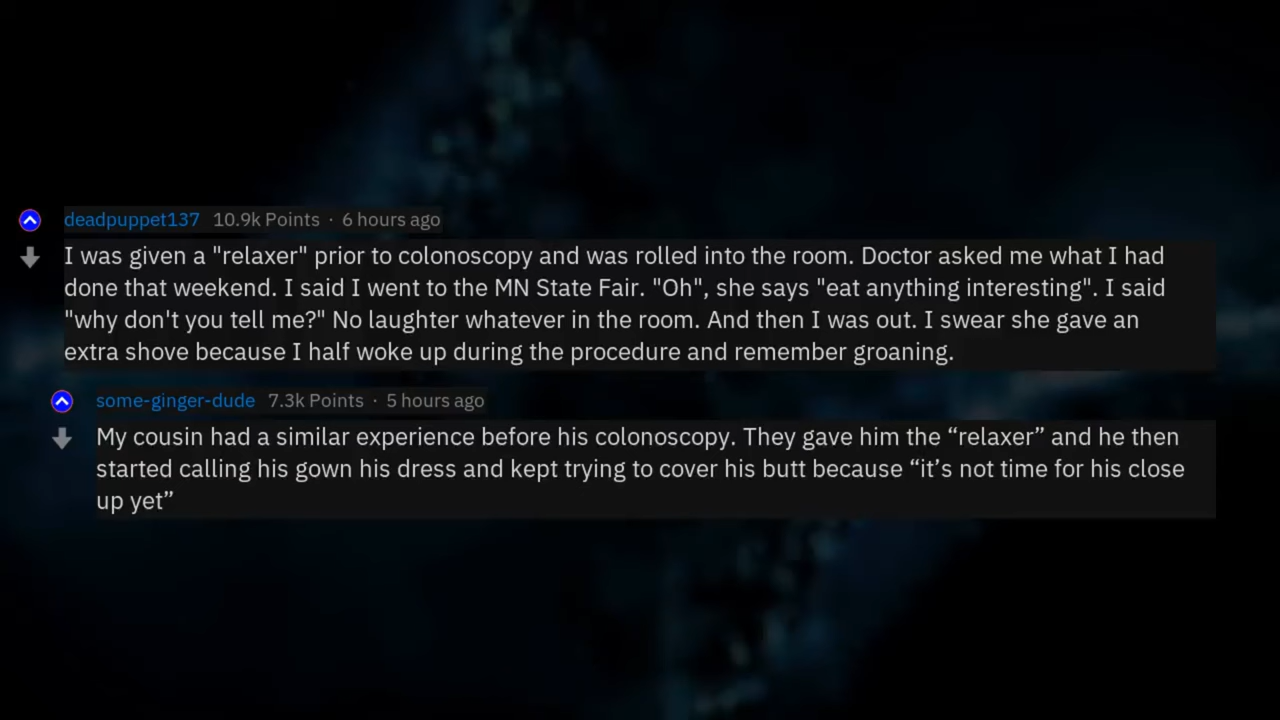 deadpuppet137 10.9k Points · 6 hours ago
I was given a "relaxer" prior to colonoscopy and was rolled into the room. Doctor asked me what I had
done that weekend. I said I went to the MN State Fair. "Oh", she says "eat anything interesting". I said
"why don't you tell me?" No laughter whatever in the room. And then I was out. I swear she gave an
extra shove because I half woke up during the procedure and remember groaning.
some-ginger-dude 7.3k Points · 5 hours ago
My cousin had a similar experience before his colonoscopy. They gave him the “relaxer” and he then
started calling his gown his dress and kept trying to cover his butt because “it’s not time for his close
up yet”